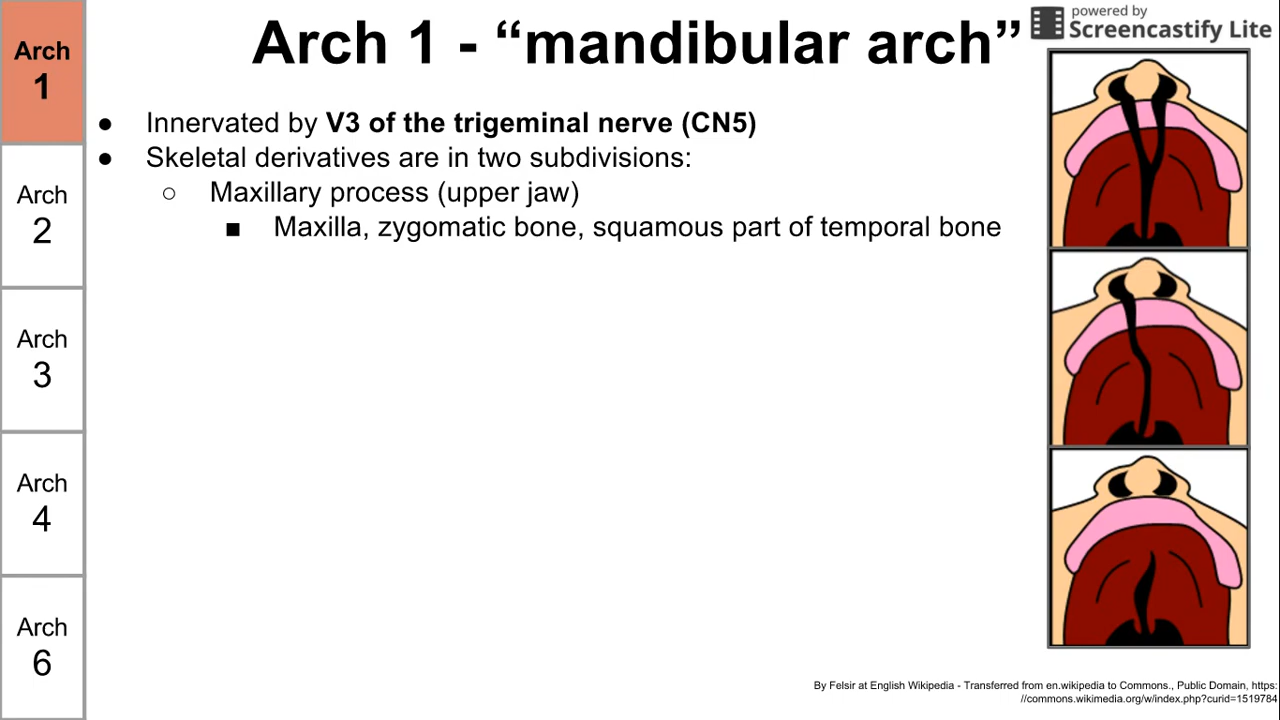 Arch 1 - “mandibular arch”
powered by
Screencastify Lite
Arch
1
Arch
2
Arch
3
Arch
4
Arch
6
● Innervated by V3 of the trigeminal nerve (CN5)
● Skeletal derivatives are in two subdivisions:
○ Maxillary process (upper jaw)
■ Maxilla, zygomatic bone, squamous part of temporal bone
By Felsir at English Wikipedia - Transferred from en.wikipedia to Commons., Public Domain, https:
//commons.wikimedia.org/w/index.php?curid=1519784